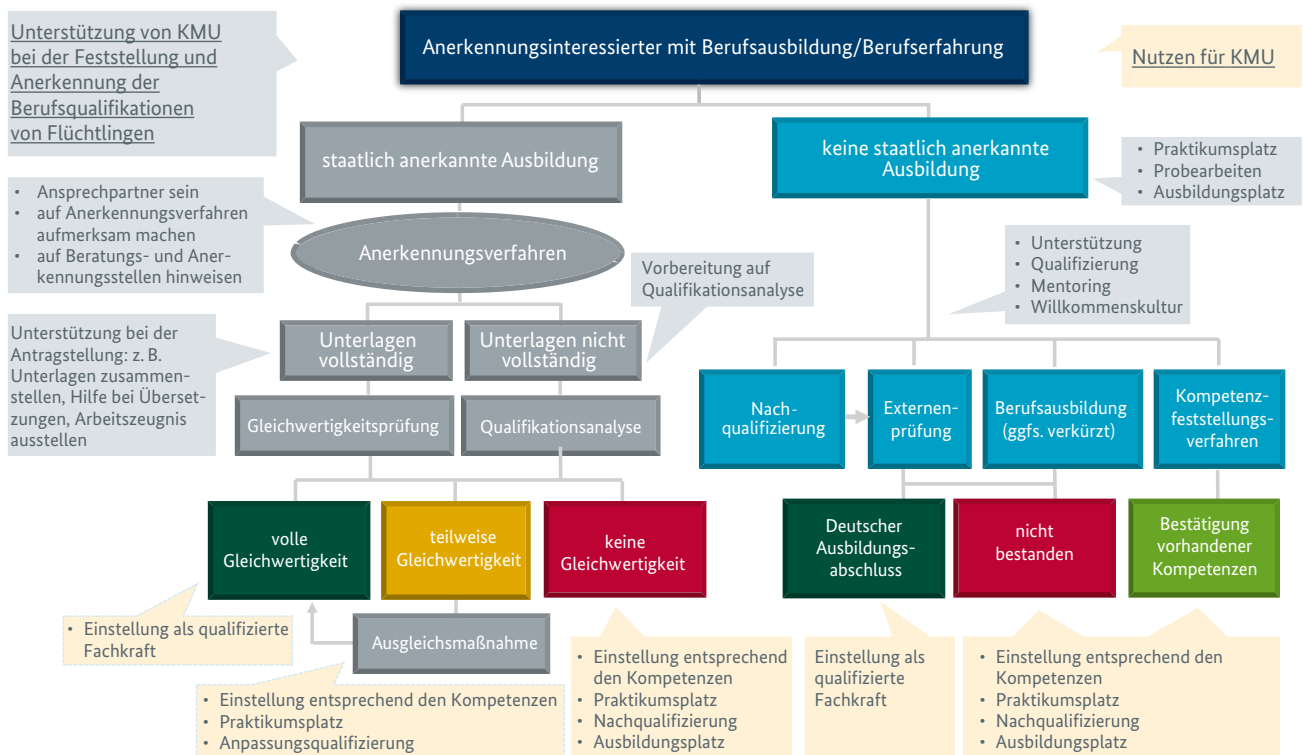 Unterstützung von KMU
bei der Feststellung und
Anerkennung der
Berufsqualifikationen
von Flüchtlingen
Anerkennungsinteressierter mit Berufsausbildung/Berufserfahrung
Nutzen für KMU
staatlich anerkannte Ausbildung
keine staatlich anerkannte
Ausbildung
• Praktikumsplatz
• Probearbeiten
• Ausbildungsplatz
• Ansprechpartner sein
• auf Anerkennungsverfahren
aufmerksam machen
• auf Beratungs- und Aner-
kennungsstellen hinweisen
Anerkennungsverfahren
Vorbereitung auf
Qualifikationsanalyse
• Unterstützung
• Qualifizierung
• Mentoring
• Willkommenskultur
Unterstützung bei der
Antragstellung: z. B.
Unterlagen zusammen-
stellen, Hilfe bei Überset-
zungen, Arbeitszeugnis
ausstellen
Unterlagen
vollständig
Unterlagen nicht
vollständig
Gleichwertigkeitsprüfung
Qualifikationsanalyse
Nach-
qualifizierung
Externen-
prüfung
Berufsausbildung
(ggfs. verkürzt)
Kompetenz-
feststellungs-
verfahren
volle
Gleichwertigkeit
teilweise
Gleichwertigkeit
keine
Gleichwertigkeit
Deutscher
Ausbildungs-
abschluss
nicht
bestanden
Bestätigung
vorhandener
Kompetenzen
• Einstellung als qualifizierte
Fachkraft
Ausgleichsmaßnahme
• Einstellung entsprechend den Kompetenzen
• Praktikumsplatz
• Anpassungsqualifizierung
• Einstellung entsprechend
den Kompetenzen
• Praktikumsplatz
• Nachqualifizierung
• Ausbildungsplatz
Einstellung als
qualifizierte
Fachkraft
• Einstellung entsprechend den
Kompetenzen
• Praktikumsplatz
• Nachqualifizierung
• Ausbildungsplatz